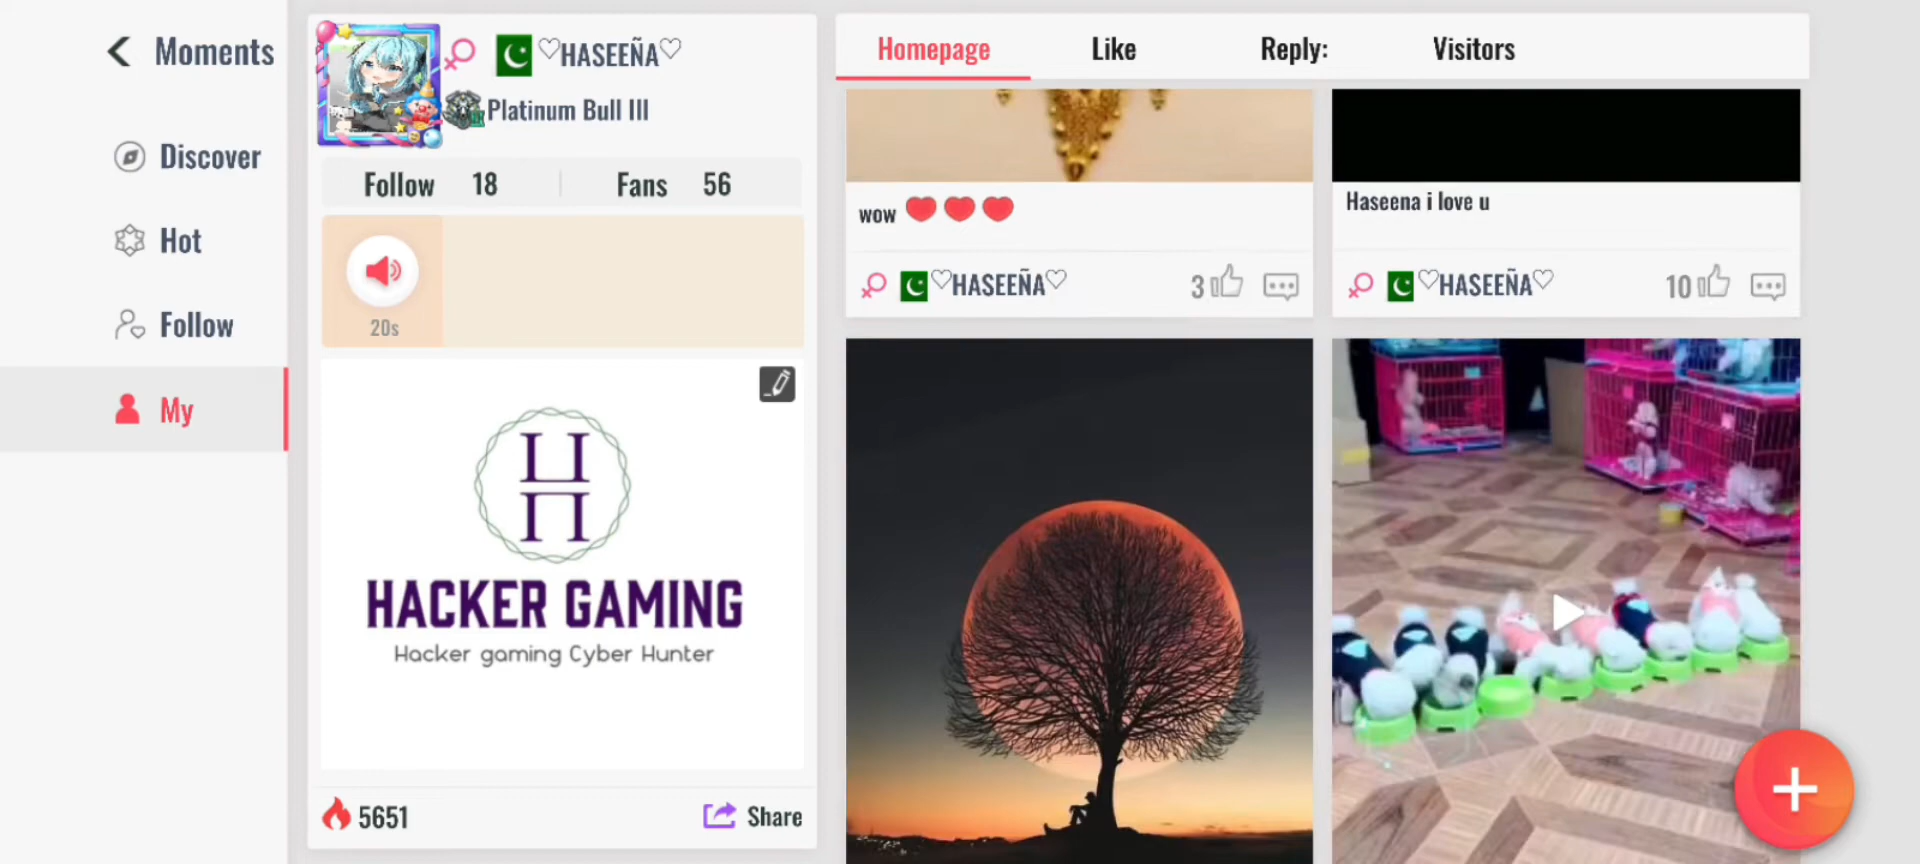 Moments
Discover
Hot
Follow
My
♡HASEEÑA♡
Platinum Bull III
Follow 18
Fans 56
20s
H
H
HACKER GAMING
Hacker gaming Cyber Hunter
5651
Share
Homepage
Like
Reply:
Visitors
wow ❤❤❤
♡HASEEÑA♡
3
Haseena i love u
♡HASEEÑA♡
10